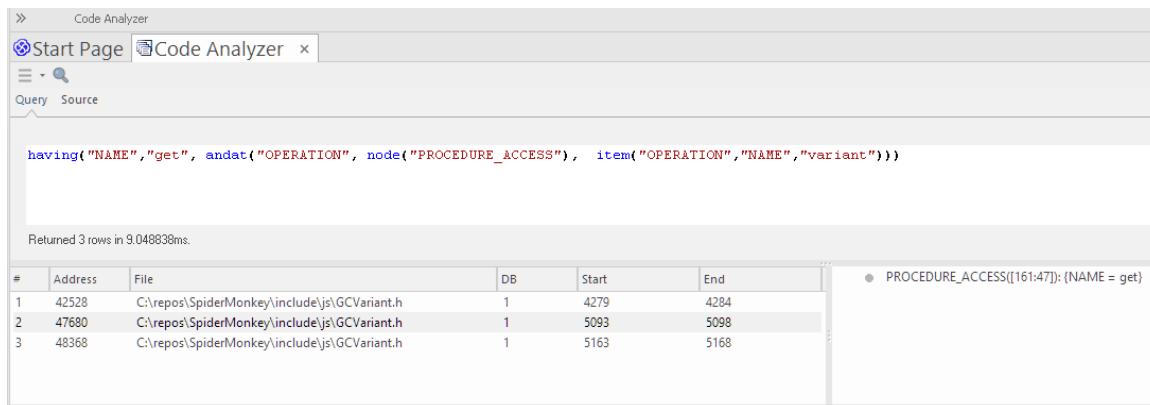 Code Analyzer
Start Page Code Analyzer ×
Query Source
having("NAME","get", andat("OPERATION", node("PROCEDURE_ACCESS"), item("OPERATION","NAME","variant")))
Returned 3 rows in 9.048838ms.
# Address File DB Start End
1 42528 C:\repos\SpiderMonkey\include\js\GCVariant.h 1 4279 4284
2 47680 C:\repos\SpiderMonkey\include\js\GCVariant.h 1 5093 5098
3 48368 C:\repos\SpiderMonkey\include\js\GCVariant.h 1 5163 5168
PROCEDURE_ACCESS([161:47]): {NAME = get}